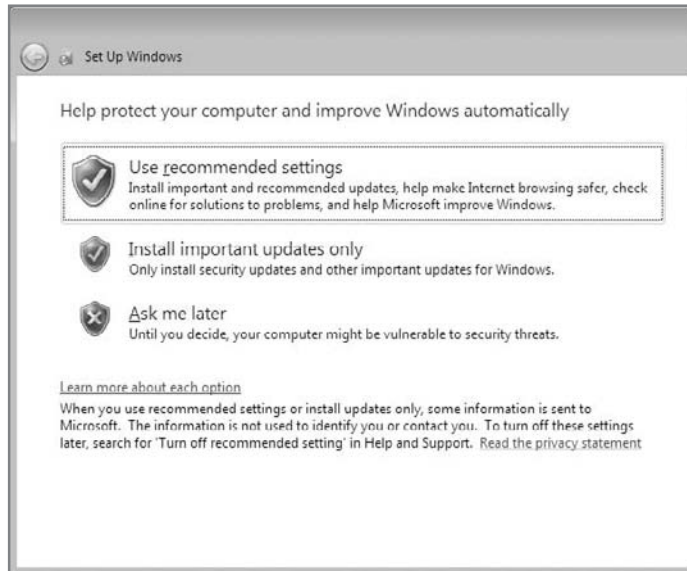 Set Up Windows
Help protect your computer and improve Windows automatically
Use recommended settings
Install important and recommended updates, help make Internet browsing safer, check
online for solutions to problems, and help Microsoft improve Windows.
Install important updates only
Only install security updates and other important updates for Windows.
Ask me later
Until you decide, your computer might be vulnerable to security threats.
Learn more about each option
When you use recommended settings or install updates only, some information is sent to
Microsoft. The information is not used to identify you or contact you. To turn off these settings
later, search for 'Turn off recommended setting' in Help and Support. Read the privacy statement